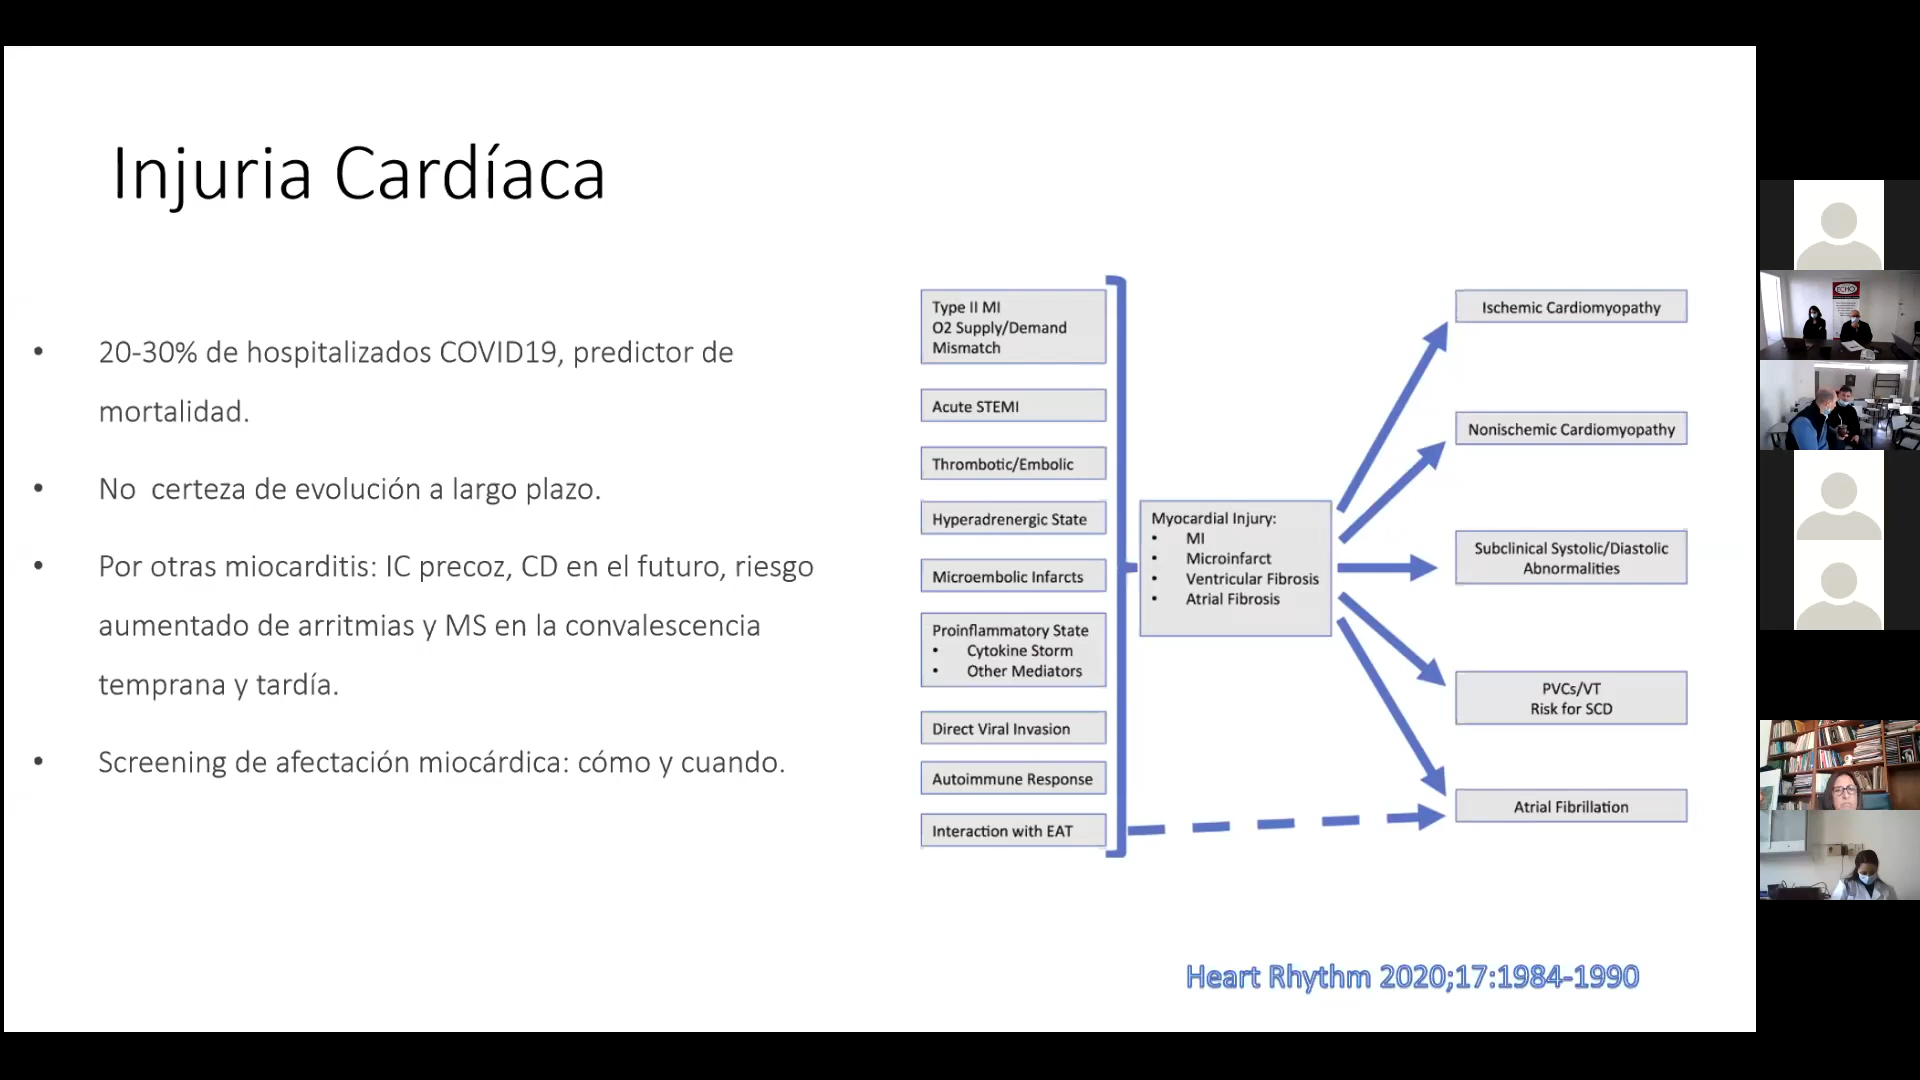 Injuria Cardíaca
• 20-30% de hospitalizados COVID19, predictor de
mortalidad.
• No certeza de evolución a largo plazo.
• Por otras miocarditis: IC precoz, CD en el futuro, riesgo
aumentado de arritmias y MS en la convalescencia
temprana y tardía.
• Screening de afectación miocárdica: cómo y cuando.
Type II MI
O2 Supply/Demand
Mismatch
Acute STEMI
Thrombotic/Embolic
Hyperadrenergic State
Microembolic Infarcts
Proinflammatory State
• Cytokine Storm
• Other Mediators
Direct Viral Invasion
Autoimmune Response
Interaction with EAT
Myocardial Injury:
• MI
• Microinfarct
• Ventricular Fibrosis
• Atrial Fibrosis
Ischemic Cardiomyopathy
Nonischemic Cardiomyopathy
Subclinical Systolic/Diastolic
Abnormalities
PVCs/VT
Risk for SCD
Atrial Fibrillation
Heart Rhythm 2020;17:1984-1990
ECHO